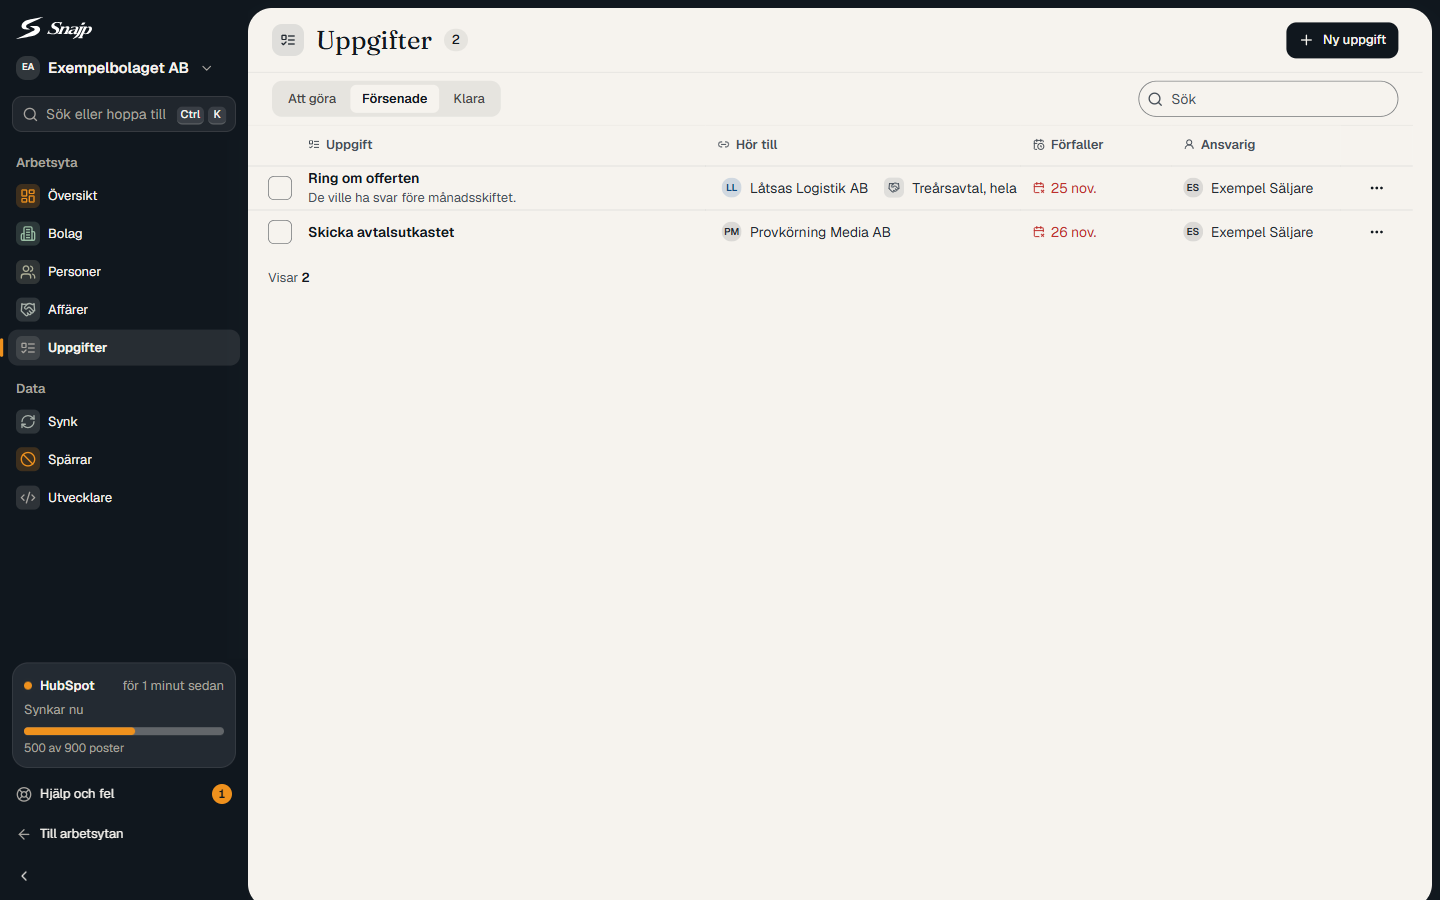 Snajp
EA Exempelbolaget AB
Sök eller hoppa till Ctrl K
Arbetsyta
Översikt
Bolag
Personer
Affärer
Uppgifter
Data
Synk
Spärrar
Utvecklare
HubSpot för 1 minut sedan
Synkar nu
500 av 900 poster
Hjälp och fel 1
Till arbetsytan
Uppgifter 2
Ny uppgift
Att göra Försenade Klara
Sök
Uppgift Hör till Förfaller Ansvarig
Ring om offerten
De ville ha svar före månadsskiftet.
LL Låtsas Logistik AB Treårsavtal, hela 25 nov. ES Exempel Säljare
Skicka avtalsutkastet PM Provkörning Media AB 26 nov. ES Exempel Säljare
Visar 2